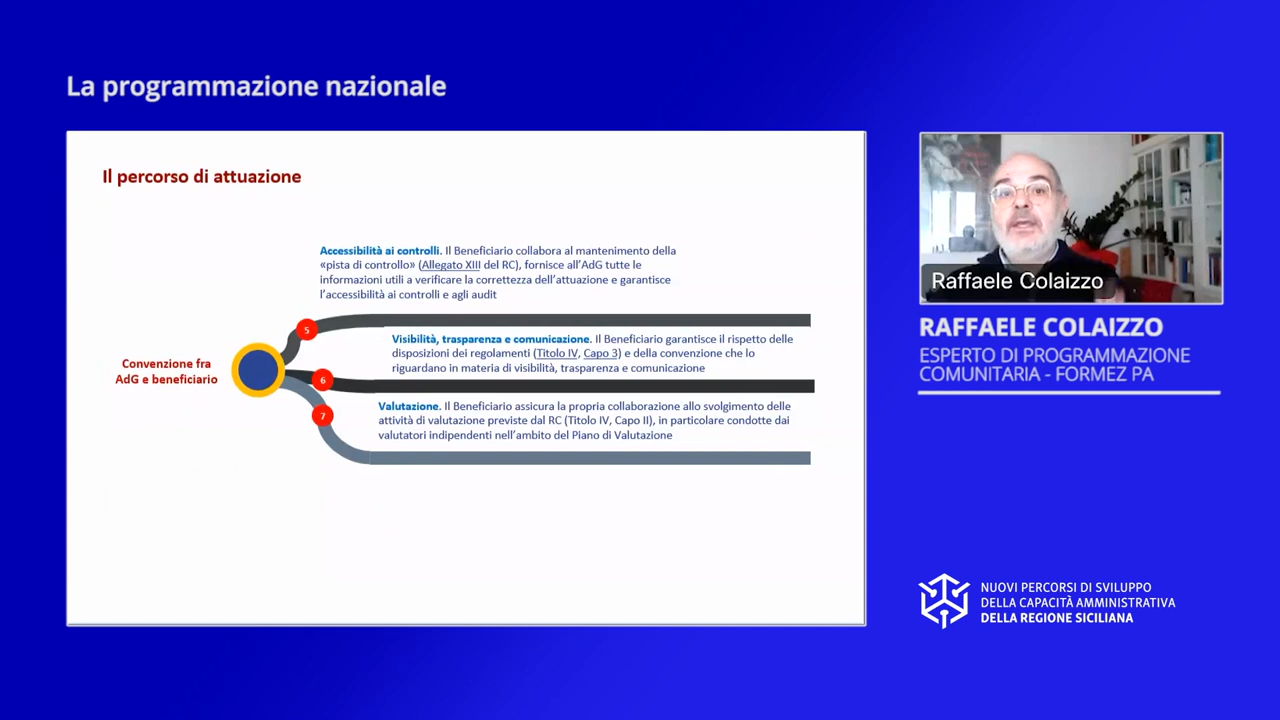 La programmazione nazionale
Il percorso di attuazione
Accessibilità ai controlli. Il Beneficiario collabora al mantenimento della
«pista di controllo» (Allegato XIII del RC), fornisce all'AdG tutte le
informazioni utili a verificare la correttezza dell'attuazione e garantisce
l'accessibilità ai controlli e agli audit
5
Visibilità, trasparenza e comunicazione. Il Beneficiario garantisce il rispetto delle
disposizioni dei regolamenti (Titolo IV, Capo 3) e della convenzione che lo
riguardano in materia di visibilità, trasparenza e comunicazione
Convenzione fra
AdG e beneficiario
6
Valutazione. Il Beneficiario assicura la propria collaborazione allo svolgimento delle
attività di valutazione previste dal RC (Titolo IV, Capo II), in particolare condotte dai
valutatori indipendenti nell'ambito del Piano di Valutazione
7
Raffaele Colaizzo
RAFFAELE COLAIZZO
ESPERTO DI PROGRAMMAZIONE
COMUNITARIA - FORMEZ PA
NUOVI PERCORSI DI SVILUPPO
DELLA CAPACITÀ AMMINISTRATIVA
DELLA REGIONE SICILIANA